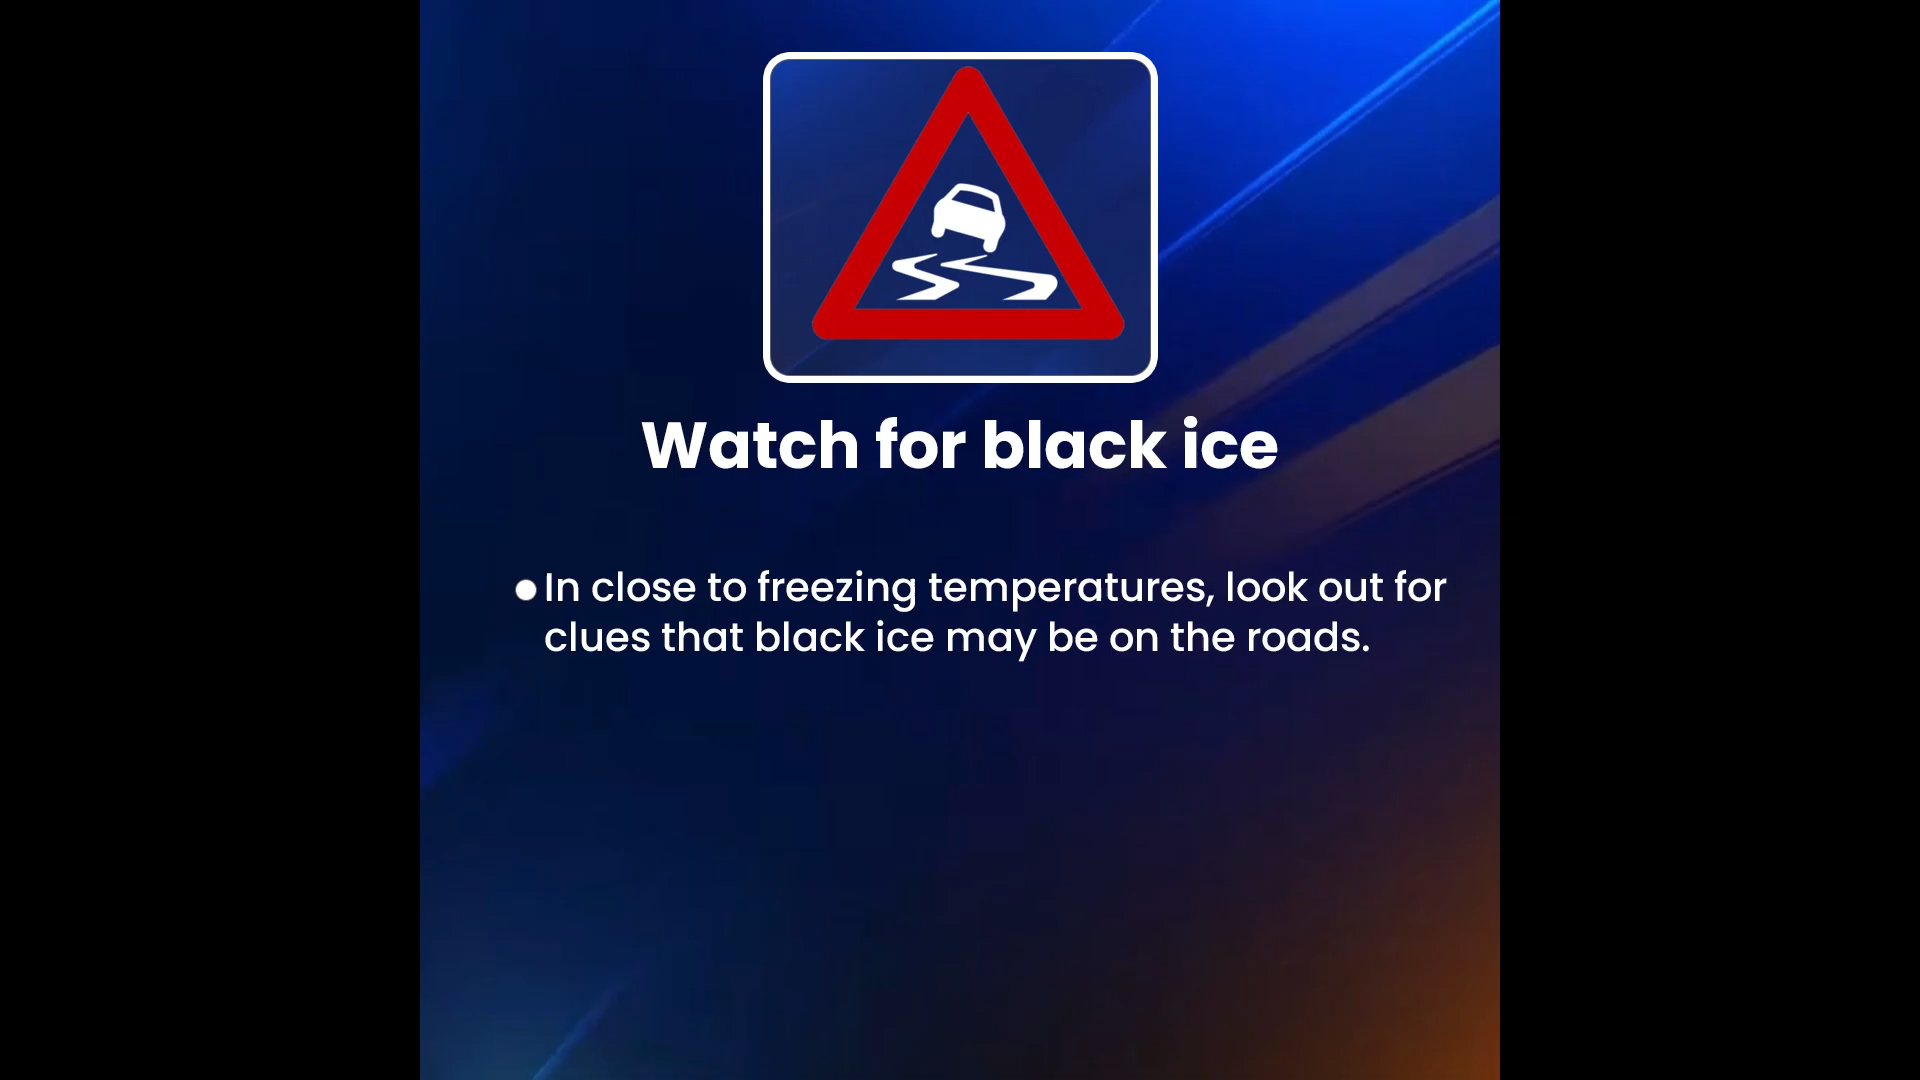 Watch for black ice
In close to freezing temperatures, look out for
clues that black ice may be on the roads.